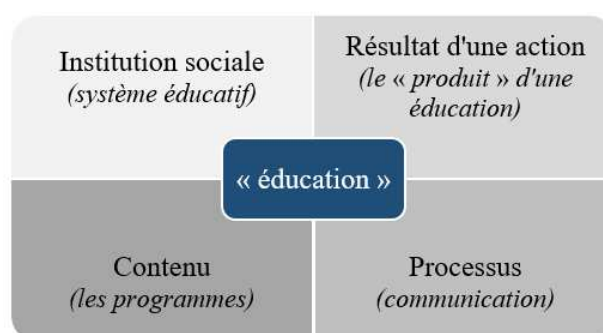 Institution sociale
(système éducatif)
Résultat d'une action
(le « produit » d'une
éducation)
« éducation »
Contenu
(les programmes)
Processus
(communication)